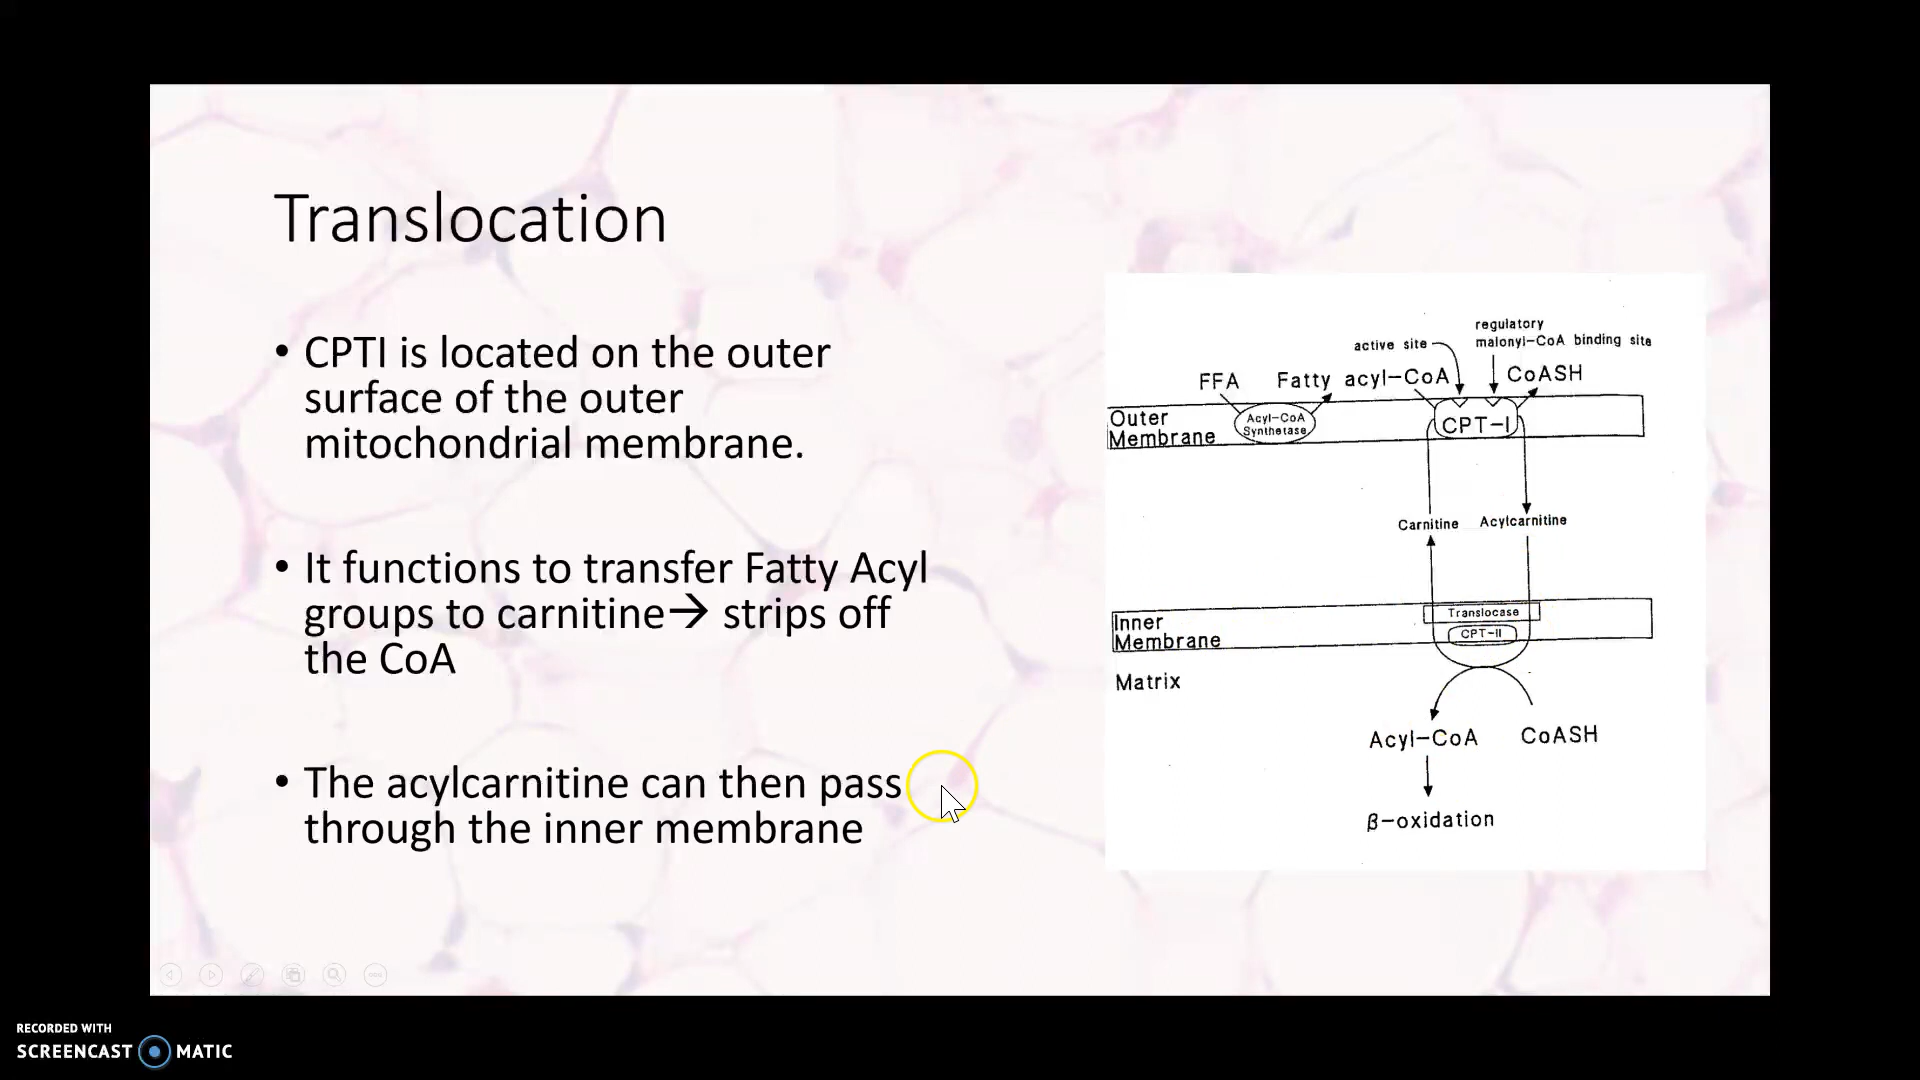 Translocation
• CPTI is located on the outer
surface of the outer
mitochondrial membrane.
• It functions to transfer Fatty Acyl
groups to carnitine→ strips off
the CoA
• The acylcarnitine can then pass
through the inner membrane
regulatory
malonyl-CoA binding site
active site
FFA
Fatty acyl-CoA
CoASH
Outer
Membrane
Acyl-CoA
Synthetase
CPT-I
Carnitine
Acylcarnitine
Inner
Membrane
Translocase
CPT-II
Matrix
Acyl-CoA
CoASH
β-oxidation
RECORDED WITH
SCREENCAST MATIC